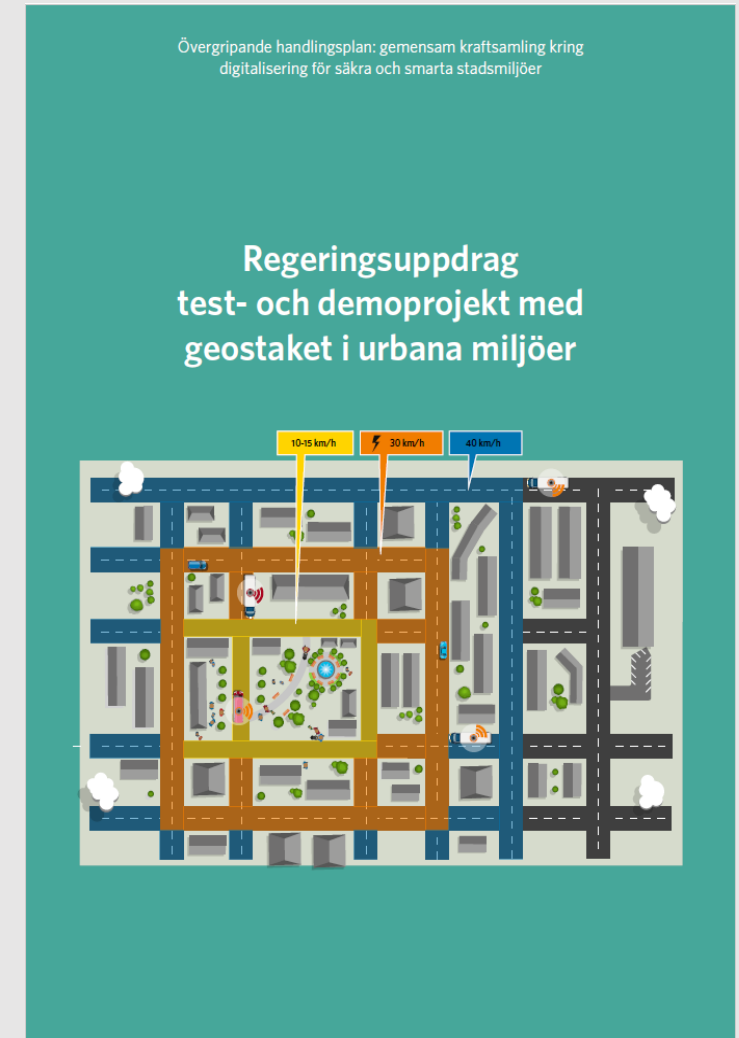 Övergripande handlingsplan: gemensam kraftsamling kring
digitalisering för säkra och smarta stadsmiljöer
Regeringsuppdrag
test- och demoprojekt med
geostaket i urbana miljöer
10-15 km/h
30 km/h
40 km/h